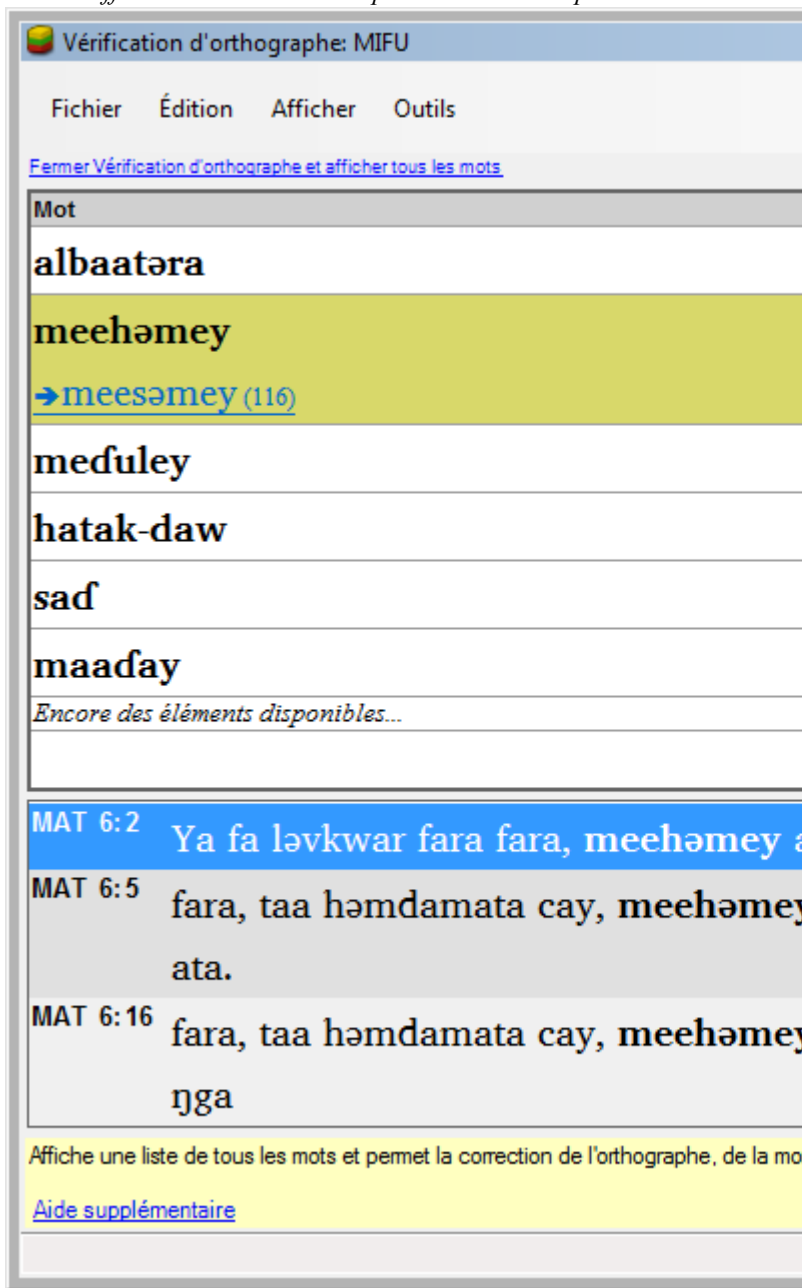 Vérification d'orthographe: MIFU
Fichier Édition Afficher Outils
Fermer Vérification d'orthographe et afficher tous les mots
Mot
albaatəra
meehəmey
➔meesəmey (116)
meɗuley
hatak-daw
saɗ
maaɗay
Encore des éléments disponibles...
MAT 6:2 Ya fa ləvkwar fara fara, meehəmey a
MAT 6:5 fara, taa həmdamata cay, meehəmey
ata.
MAT 6:16 fara, taa həmdamata cay, meehəmey
ŋga
Affiche une liste de tous les mots et permet la correction de l'orthographe, de la mo
Aide supplémentaire